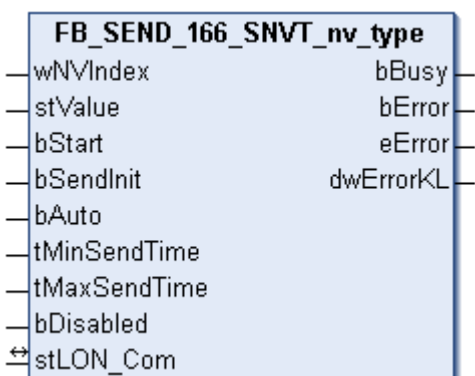 FB_SEND_166_SNVT_nv_type
wNVIndex bBusy
stValue bError
bStart eError
bSendInit dwErrorKL
bAuto
tMinSendTime
tMaxSendTime
bDisabled
stLON_Com